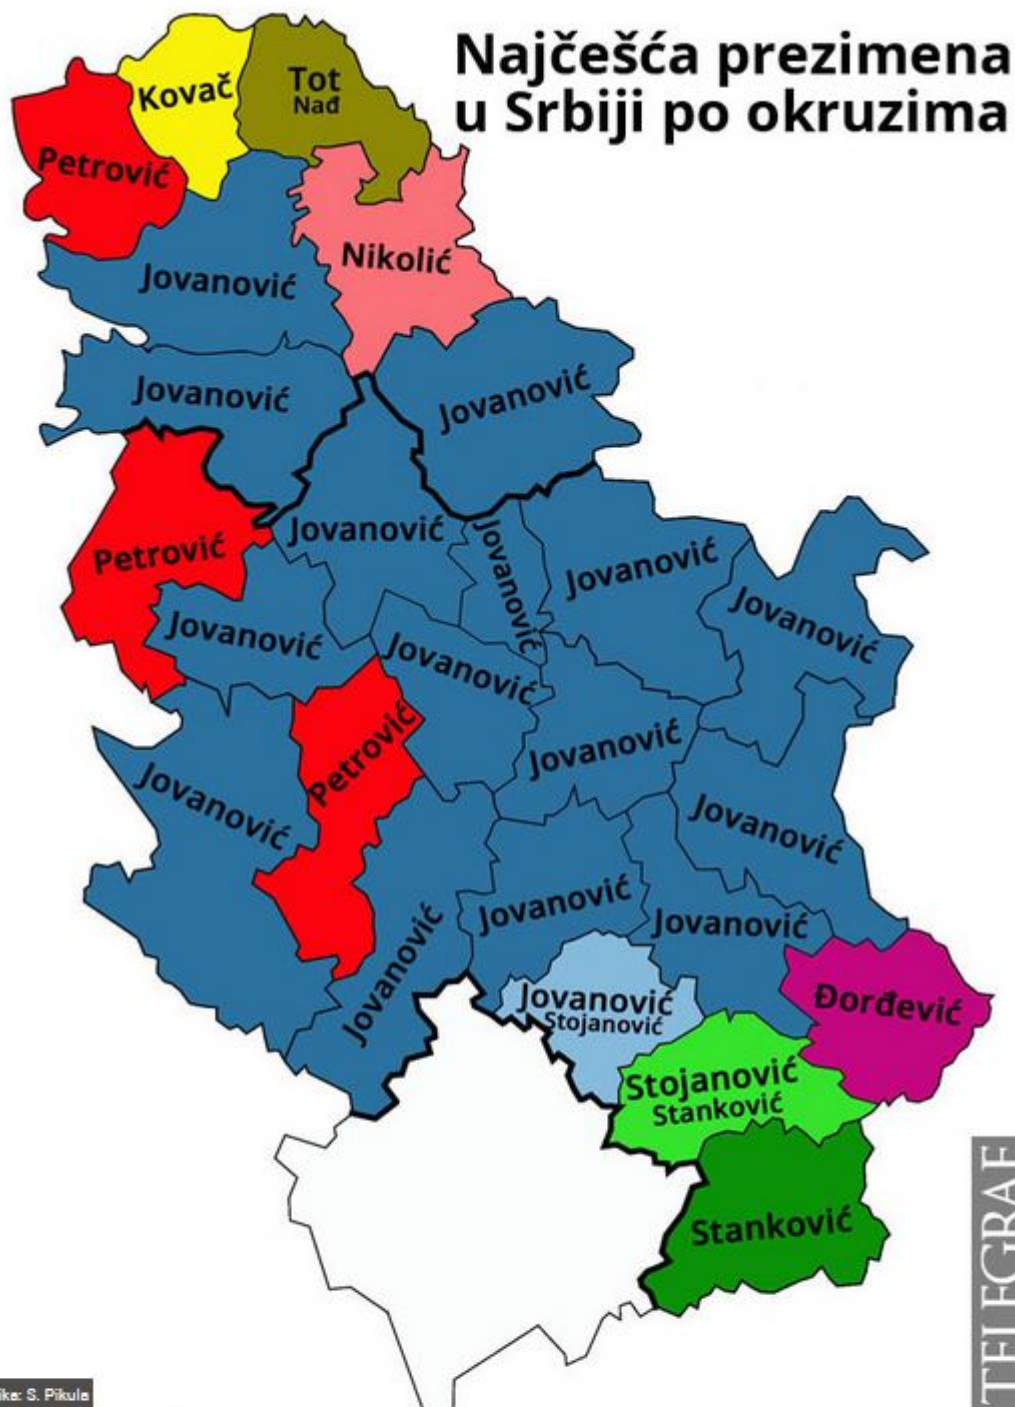 Najčešća prezimena
u Srbiji po okruzima
Kovač
Tot
Nađ
Petrović
Nikolić
Jovanović
Jovanović
Jovanović
Jovanović
Jovanović
Petrović
Jovanović
Jovanović
Jovanović
Jovanović
Petrović
Jovanović
Jovanović
Jovanović
Jovanović
Jovanović
Jovanović
Jovanović
Stojanović
Đorđević
Stojanović
Stanković
Stanković
TELEGRAF
S. Pikula